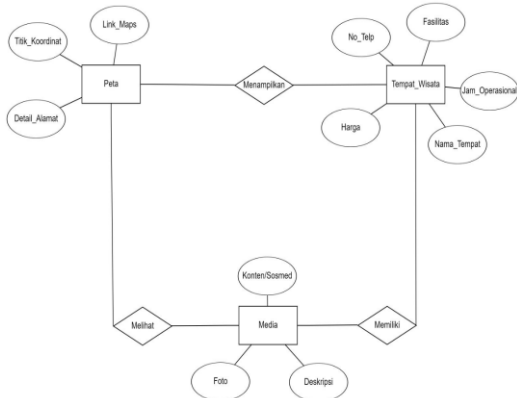 Link_Maps
Fasilitas
Titik_Koordinat
No_Telp
Peta
Menampilkan
Tempat_Wisata
Jam_Operasional
Detail_Alamat
Harga
Nama_Tempat
Konten/Sosmed
Melihat
Media
Memiliki
Foto
Deskripsi